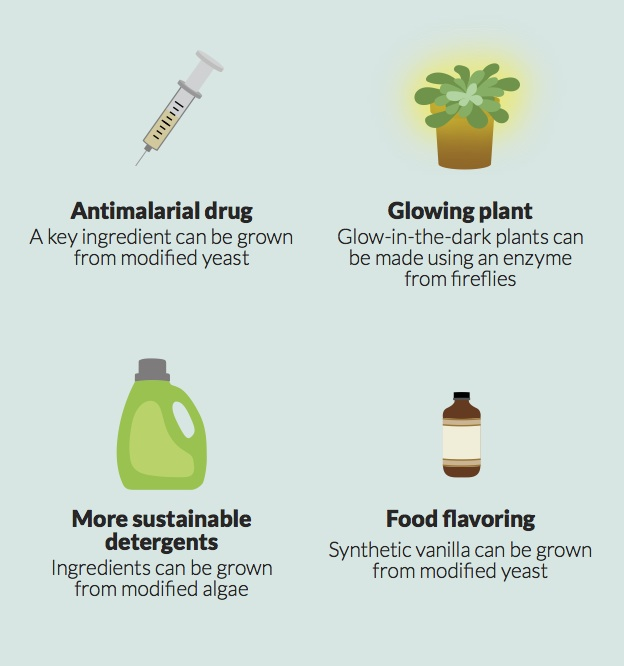 Antimalarial drug
A key ingredient can be grown
from modified yeast
Glowing plant
Glow-in-the-dark plants can
be made using an enzyme
from fireflies
More sustainable
detergents
Ingredients can be grown
from modified algae
Food flavoring
Synthetic vanilla can be grown
from modified yeast